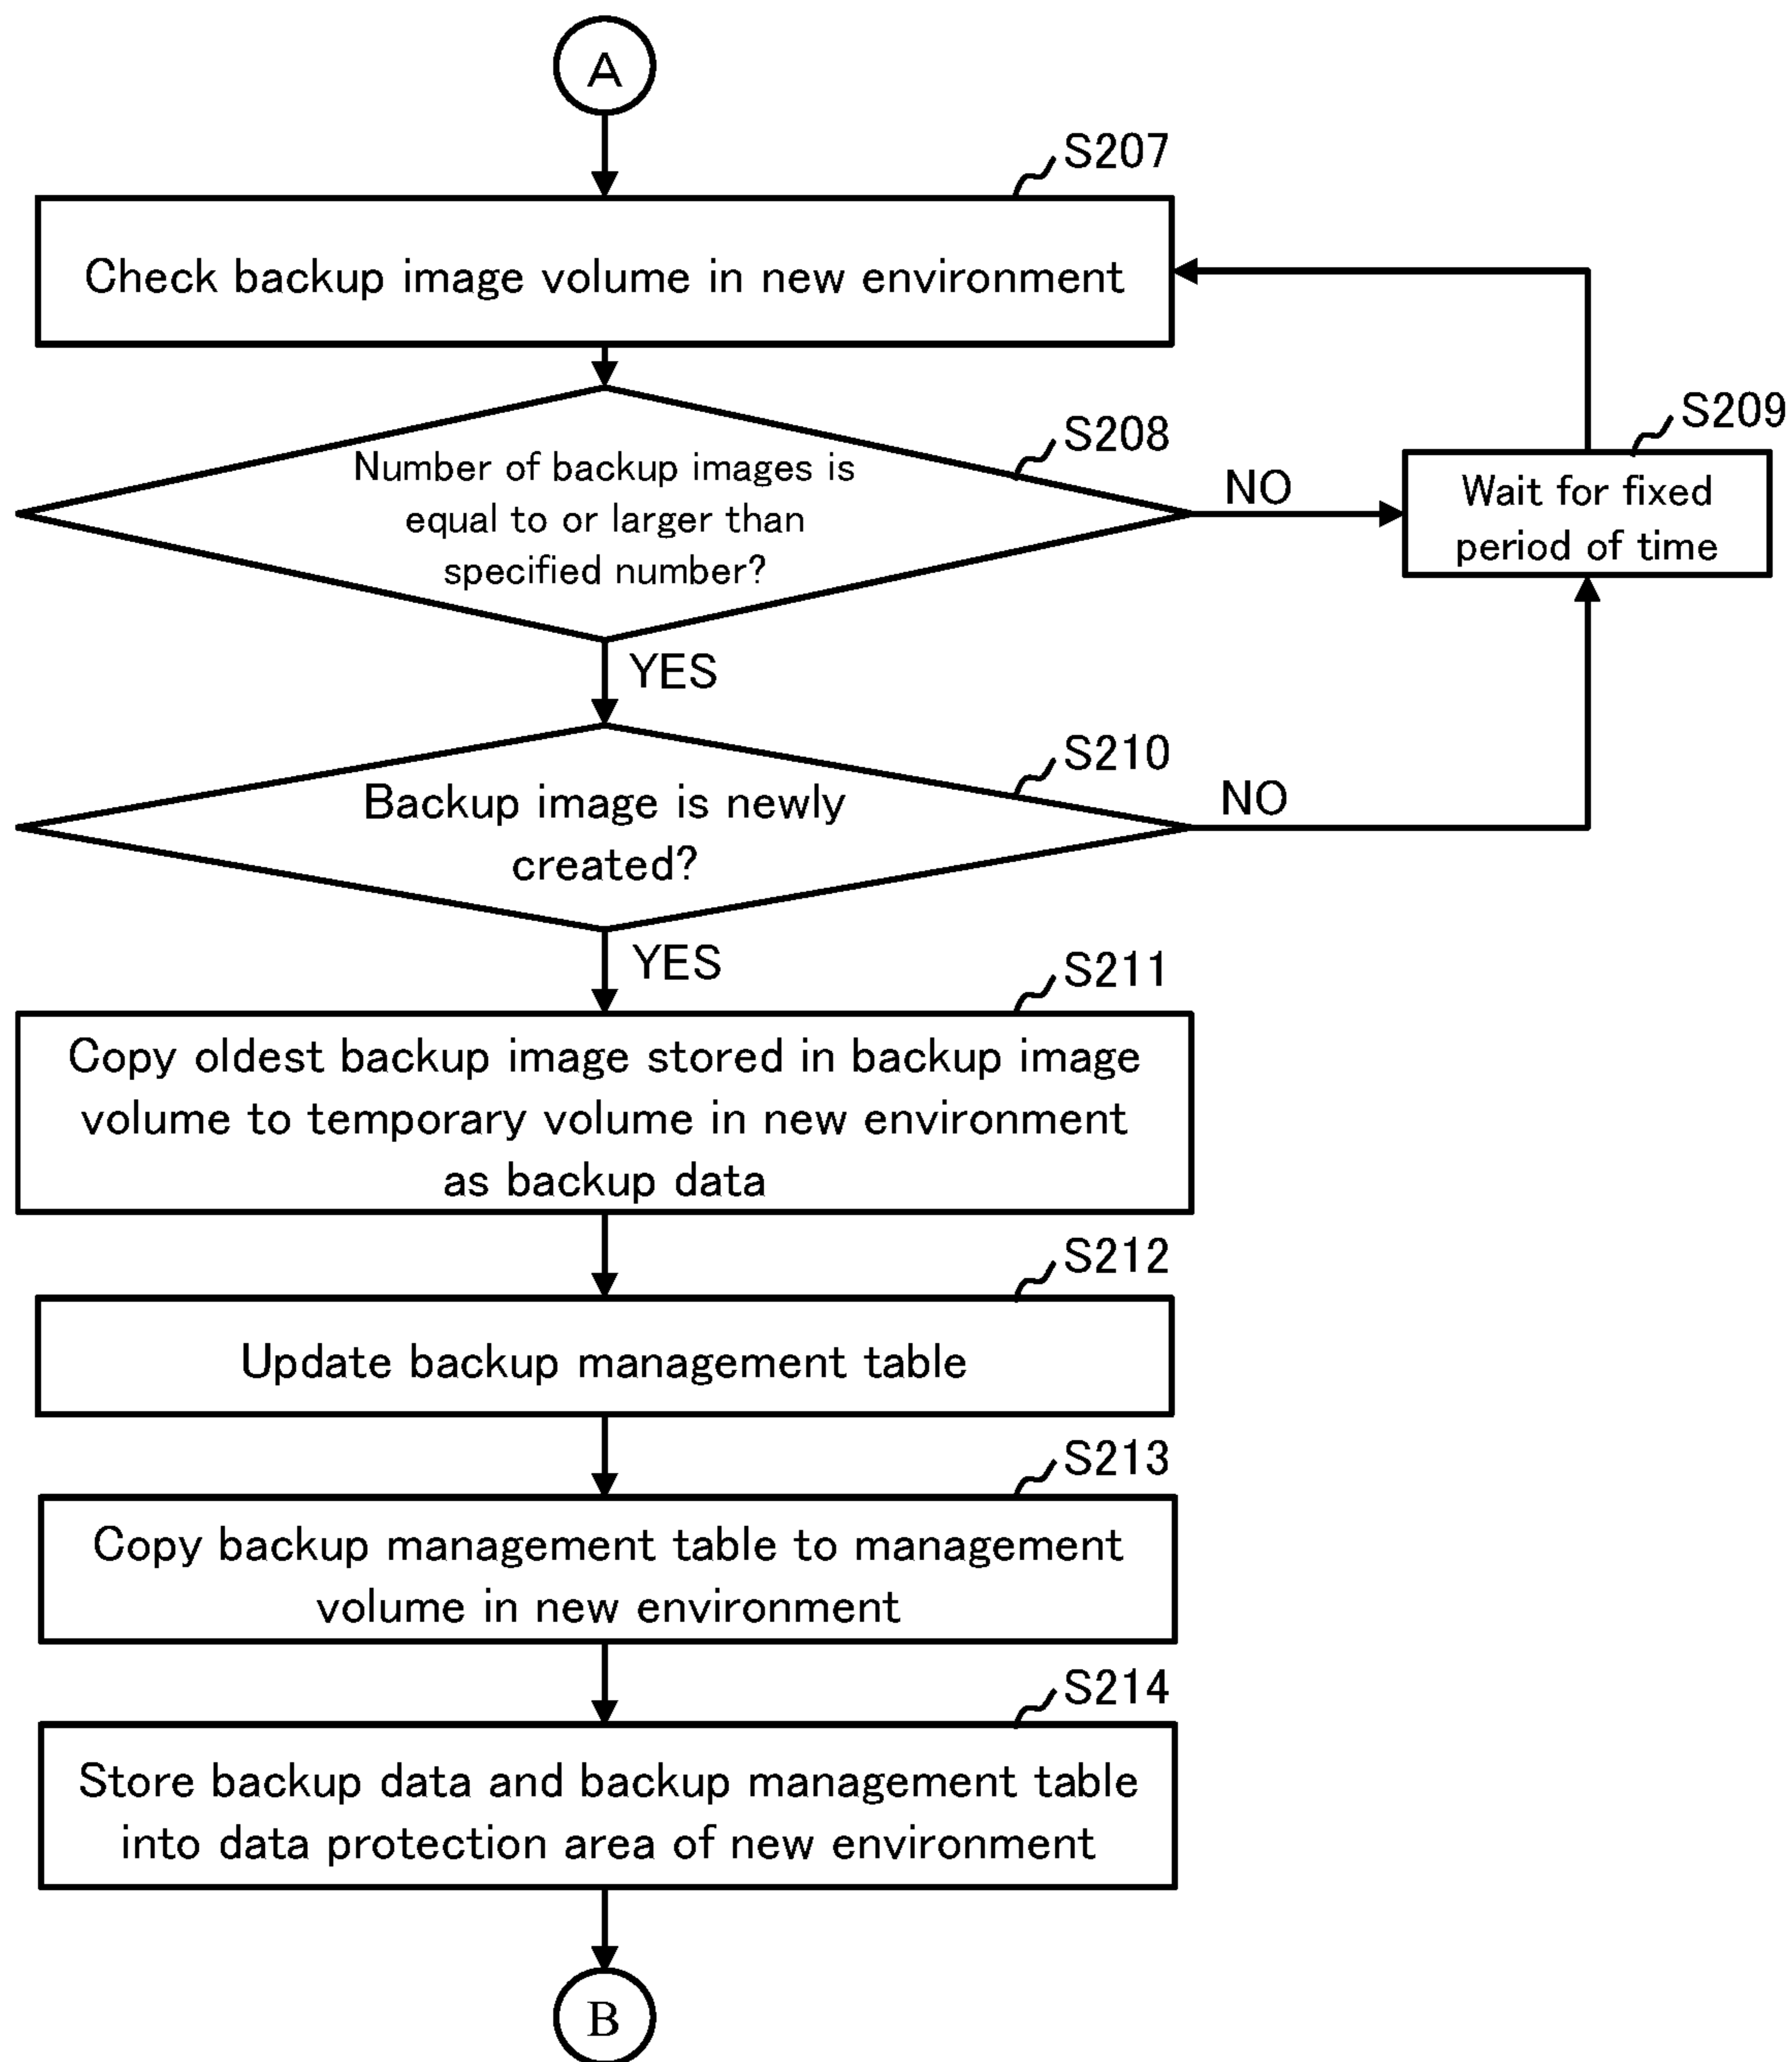 A
S207
Check backup image volume in new environment
S208
Number of backup images is
equal to or larger than
specified number?
NO
S209
Wait for fixed
period of time
YES
S210
Backup image is newly
created?
NO
YES
S211
Copy oldest backup image stored in backup image
volume to temporary volume in new environment
as backup data
S212
Update backup management table
S213
Copy backup management table to management
volume in new environment
S214
Store backup data and backup management table
into data protection area of new environment
B